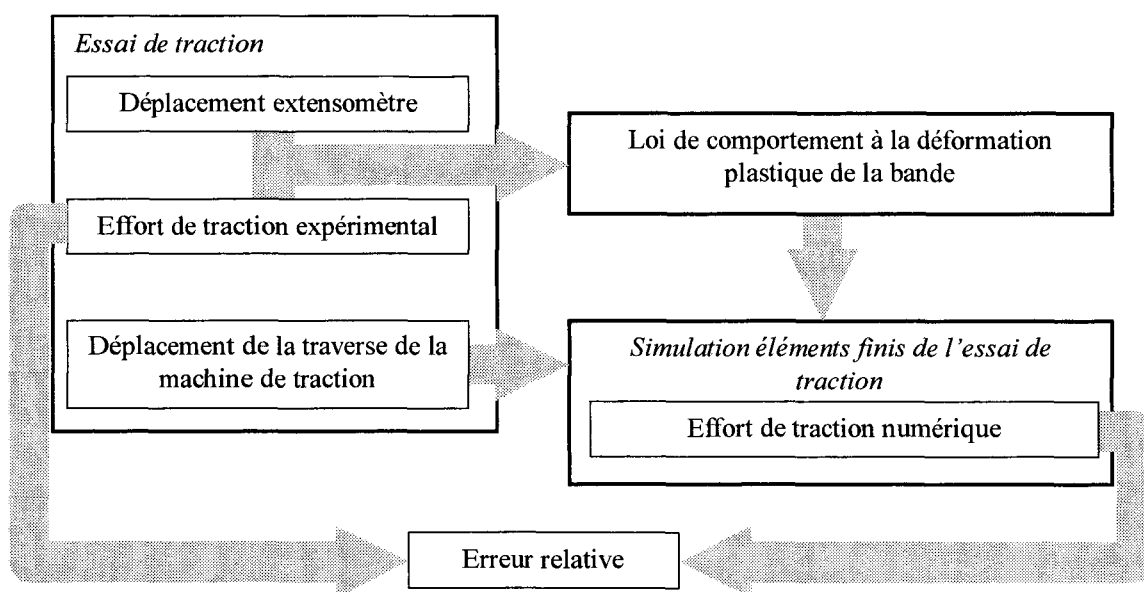 Essai de traction
Déplacement extensomètre
Effort de traction expérimental
Déplacement de la traverse de la
machine de traction
Loi de comportement à la déformation
plastique de la bande
Simulation éléments finis de l'essai de
traction
Effort de traction numérique
Erreur relative